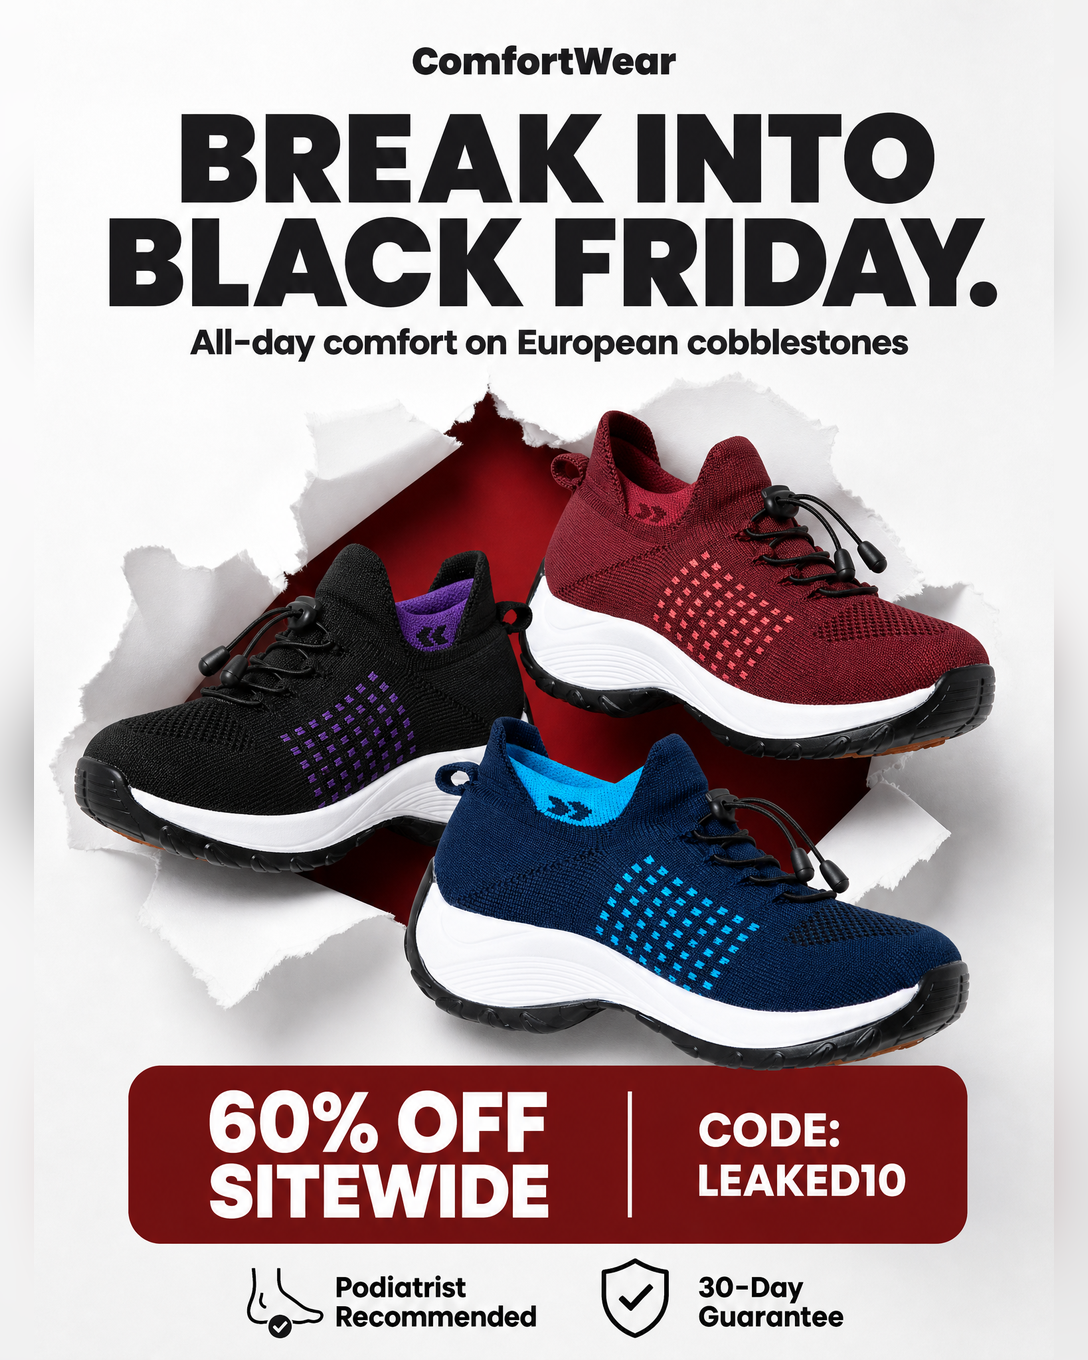 ComfortWear
BREAK INTO
BLACK FRIDAY.
All-day comfort on European cobblestones
60% OFF
SITEWIDE
CODE:
LEAKED10
Podiatrist
Recommended
30-Day
Guarantee